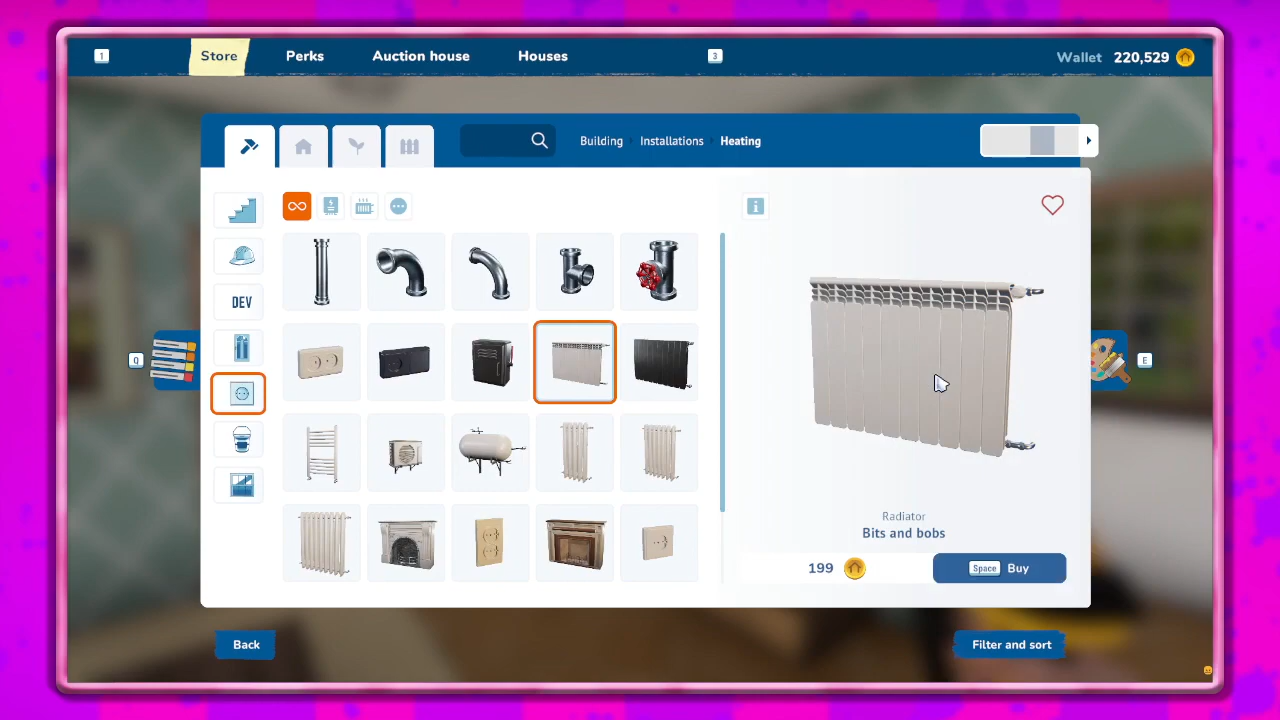 1 Store Perks Auction house Houses 3 Wallet 220,529
Building Installations Heating
DEV
Q
E
Radiator
Bits and bobs
199 Space Buy
Back Filter and sort